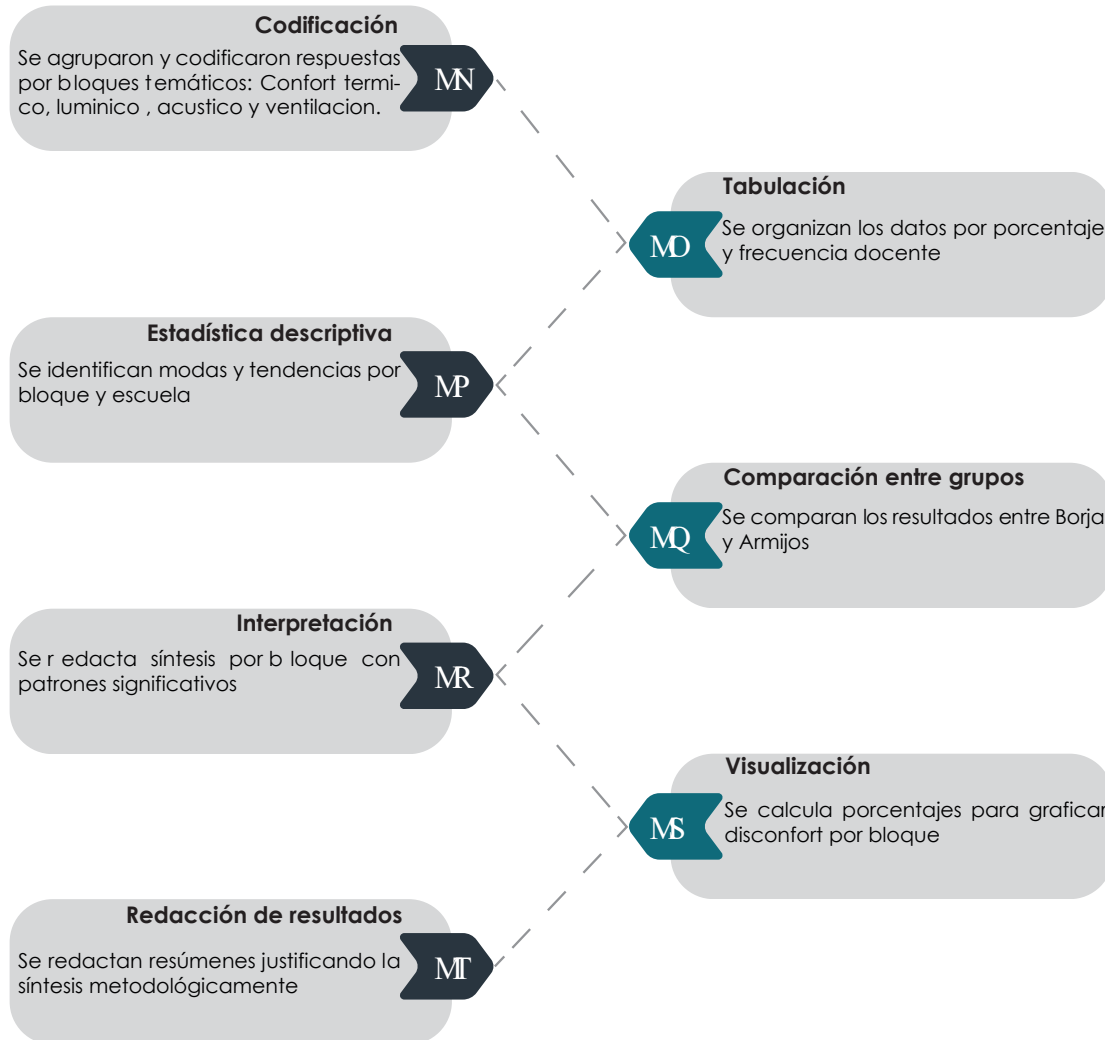 Codificación
Se agruparon y codificaron respuestas
por bloques temáticos: Confort termi-
co, luminico , acustico y ventilacion.
MN
Tabulación
Se organizan los datos por porcentaje
y frecuencia docente
MO
Estadística descriptiva
Se identifican modas y tendencias por
bloque y escuela
MP
Comparación entre grupos
Se comparan los resultados entre Borja
y Armijos
MQ
Interpretación
Se r edacta síntesis por b loque con
patrones significativos
MR
Visualización
Se calcula porcentajes para graficar
disconfort por bloque
MS
Redacción de resultados
Se redactan resúmenes justificando la
síntesis metodológicamente
MT